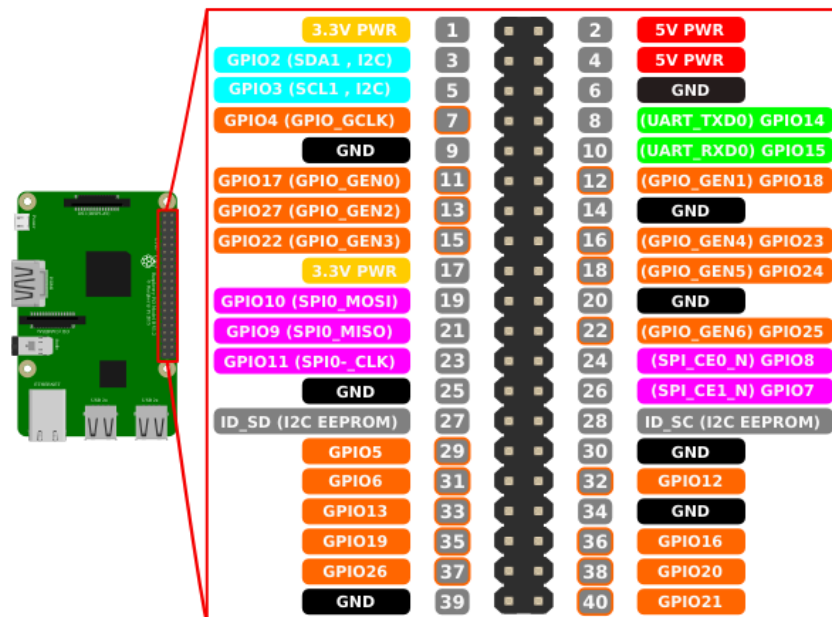 3.3V PWR 1 2 5V PWR
GPIO2 (SDA1 , I2C) 3 4 5V PWR
GPIO3 (SCL1 , I2C) 5 6 GND
GPIO4 (GPIO_GCLK) 7 8 (UART_TXD0) GPIO14
GND 9 10 (UART_RXD0) GPIO15
GPIO17 (GPIO_GEN0) 11 12 (GPIO_GEN1) GPIO18
GPIO27 (GPIO_GEN2) 13 14 GND
GPIO22 (GPIO_GEN3) 15 16 (GPIO_GEN4) GPIO23
3.3V PWR 17 18 (GPIO_GEN5) GPIO24
GPIO10 (SPI0_MOSI) 19 20 GND
GPIO9 (SPI0_MISO) 21 22 (GPIO_GEN6) GPIO25
GPIO11 (SPI0-_CLK) 23 24 (SPI_CE0_N) GPIO8
GND 25 26 (SPI_CE1_N) GPIO7
ID_SD (I2C EEPROM) 27 28 ID_SC (I2C EEPROM)
GPIO5 29 30 GND
GPIO6 31 32 GPIO12
GPIO13 33 34 GND
GPIO19 35 36 GPIO16
GPIO26 37 38 GPIO20
GND 39 40 GPIO21